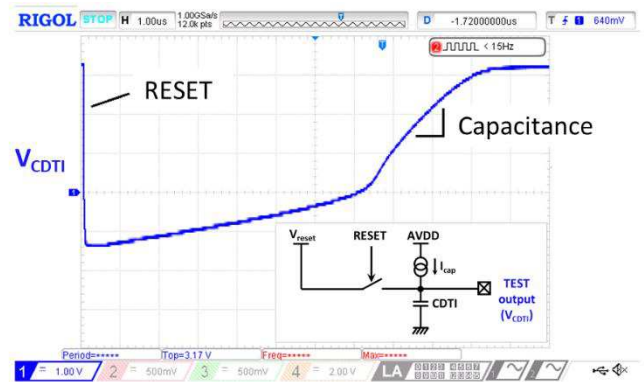 RIGOL STOP H 1.00us 1.00GSa/s 12.0k pts D -1.72000000us T 1 640mV
2 < 15Hz
RESET
Capacitance
VCDTI
1
Vreset RESET AVDD
Icap
CDTI
TEST
output
(VCDTI)
Period=***** Top=3.17 V Freq=***** Max=*****
1 = 1.00 V 2 = 500mV 3 = 500mV 4 = 2.00 V LA